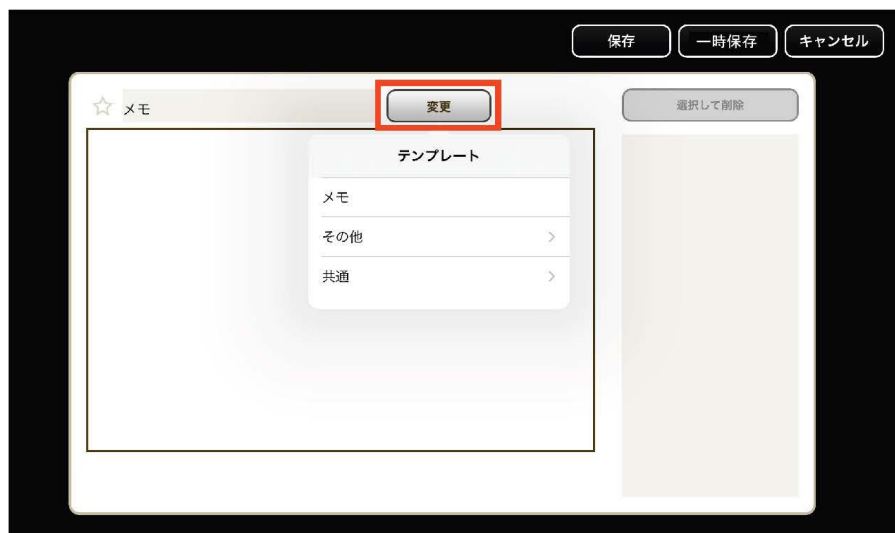 保存 一時保存 キャンセル
メモ 変更 選択して削除
テンプレート
メモ
その他
共通